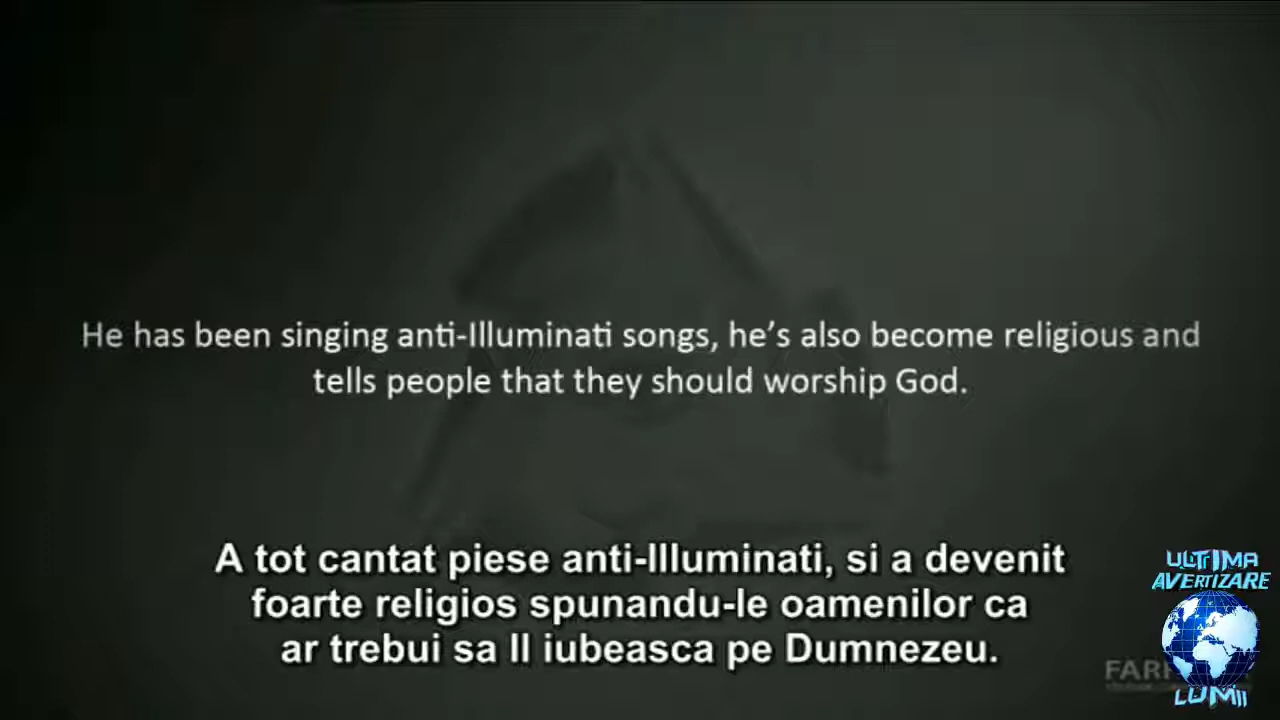 He has been singing anti-Illuminati songs, he's also become religious and
tells people that they should worship God.
A tot cantat piese anti-Illuminati, si a devenit
foarte religios spunandu-le oamenilor ca
ar trebui sa Il iubeasca pe Dumnezeu.
ULTIMA
AVERTIZARE
LUMII